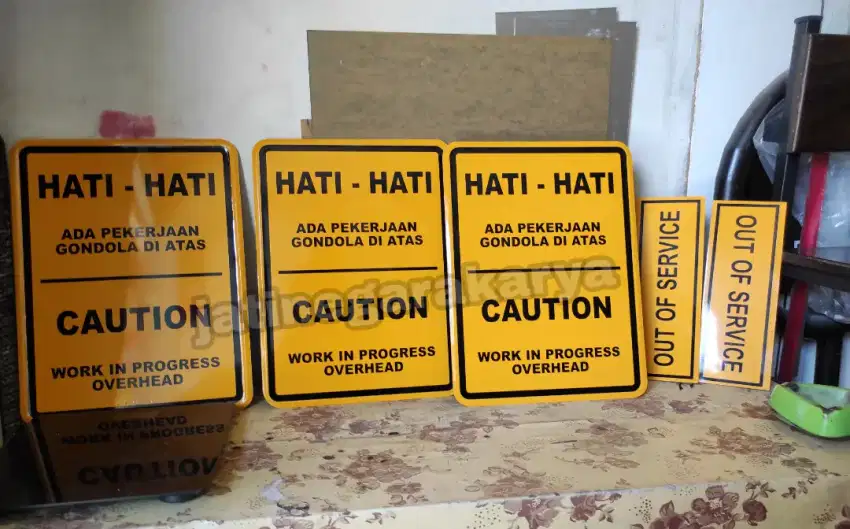 HATI - HATI
ADA PEKERJAAN
GONDOLA DI ATAS
CAUTION
WORK IN PROGRESS
OVERHEAD
HATI - HATI
ADA PEKERJAAN
GONDOLA DI ATAS
CAUTION
WORK IN PROGRESS
OVERHEAD
HATI - HATI
ADA PEKERJAAN
GONDOLA DI ATAS
CAUTION
WORK IN PROGRESS
OVERHEAD
OUT OF SERVICE
OUT OF SERVICE
jatinegarakarya